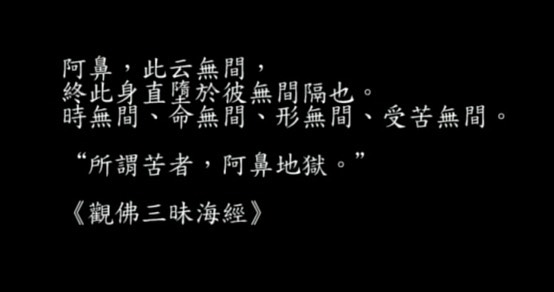 阿鼻，此云無間，
終此身直墮於彼無間隔也。
時無間、命無間、形無間、受苦無間。
“所謂苦者，阿鼻地獄。”
《觀佛三昧海經》